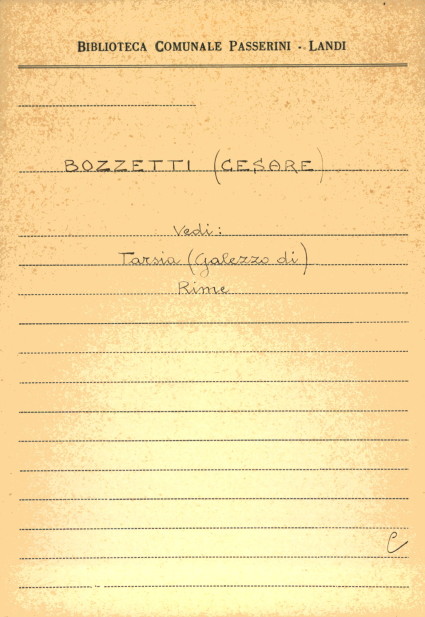 BIBLIOTECA COMUNALE PASSERINI - LANDI
BOZZETTI (CESARE)
Vedi:
Tarsia (Galezzo di)
Rime
C